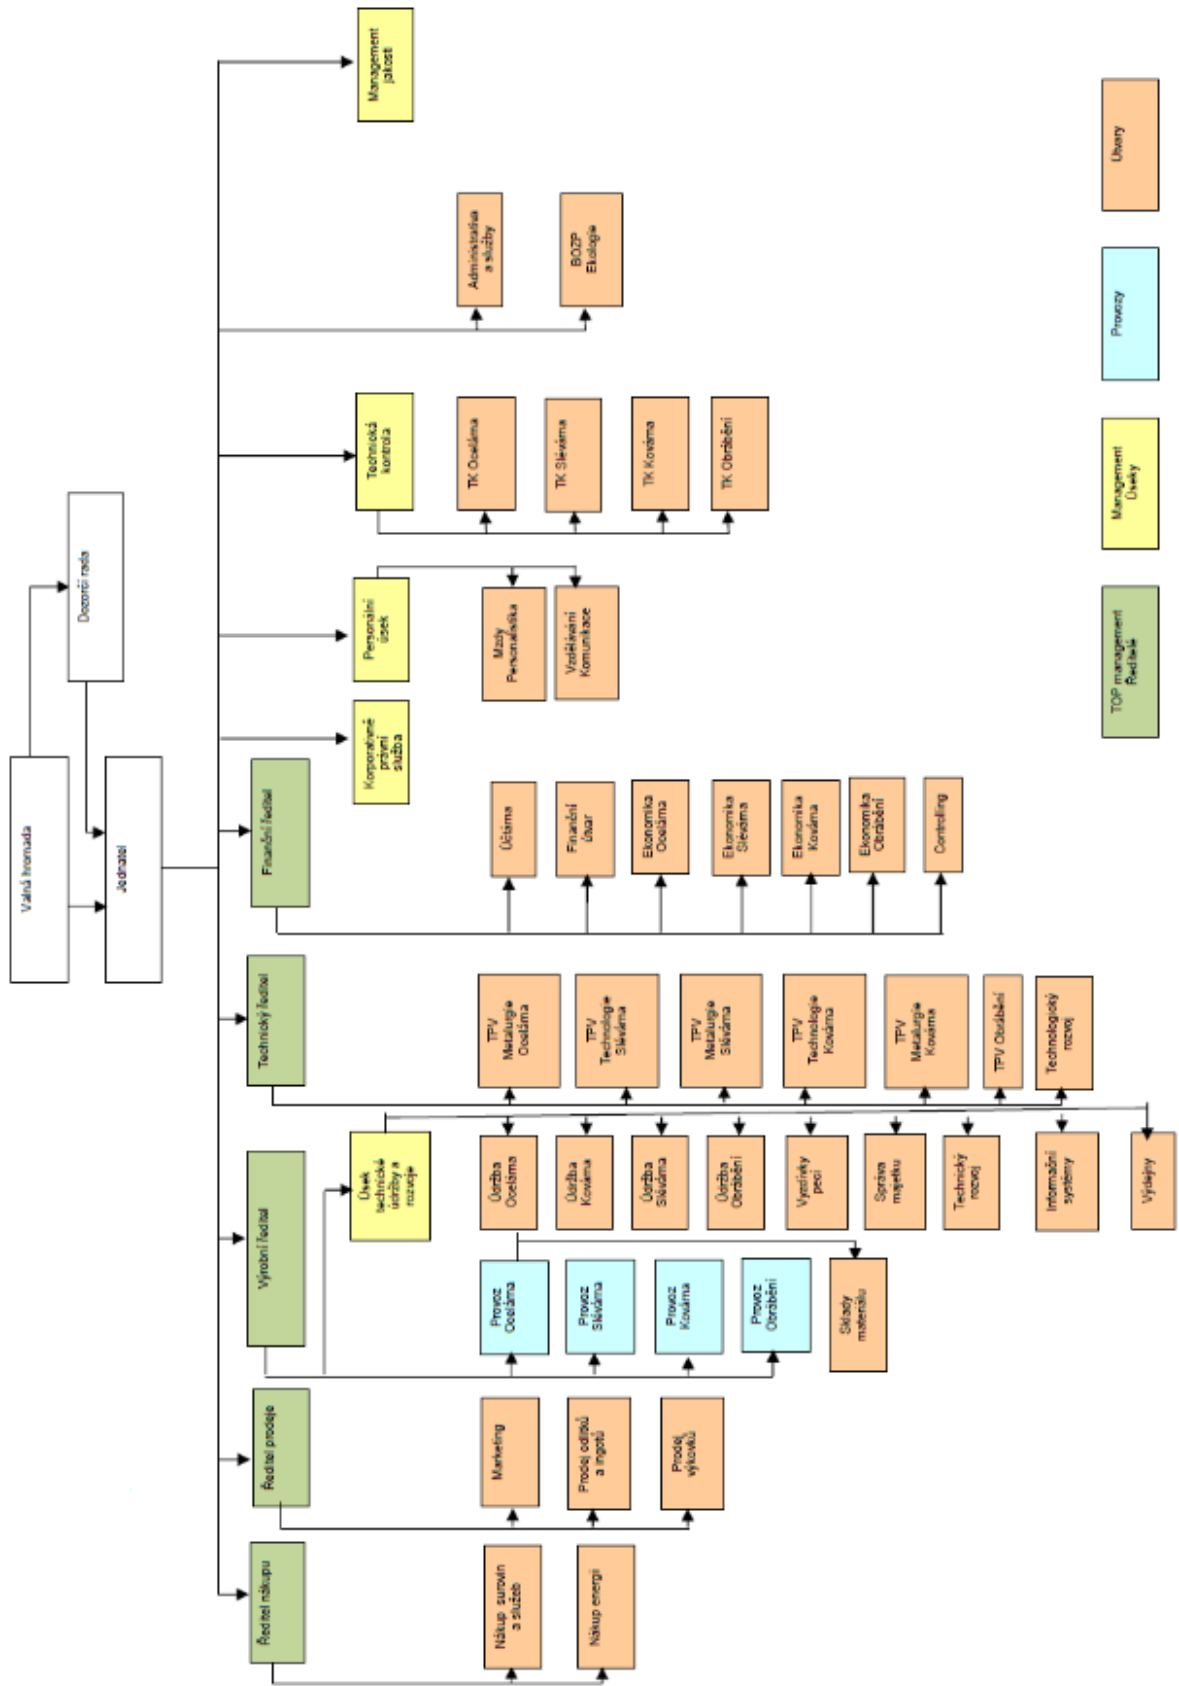 Valná hromada
Dozorčí rada
Jednatel
Ředitel nákupu
Ředitel prodeje
Výrobní ředitel
Technický ředitel
Finanční ředitel
Korporativně
právní
služba
Personální
úsek
Technická
kontrola
Management
jakosti
Úsek
technické
údržby a
rozvoje
Nákup surovin
a služeb
Nákup energií
Marketing
Prodej odlitků
a ingotů
Prodej
výkovků
Provoz
Ocelárna
Provoz
Slévárna
Provoz
Kovárna
Provoz
Obrábění
Sklady
materiálu
Údržba
Ocelárna
Údržba
Kovárna
Údržba
Slévárna
Údržba
Obrábění
Vyzdívky
pecí
Správa
majetku
Technický
rozvoj
Informační
systémy
Výdejny
TPV
Metalurgie
Ocelárna
TPV
Technologie
Slévárna
TPV
Metalurgie
Slévárna
TPV
Technologie
Kovárna
TPV
Metalurgie
Kovárna
TPV Obrábění
Technologický
rozvoj
Účtárna
Finanční
útvar
Ekonomika
Ocelárna
Ekonomika
Slévárna
Ekonomika
Kovárna
Ekonomika
Obrábění
Controlling
Mzdy
Personalistika
Vzdělávání
Komunikace
TK Ocelárna
TK Slévárna
TK Kovárna
TK Obrábění
Administrativa
a služby
BOZP
Ekologie
TOP management
Ředitelé
Management
Úseky
Provozy
Útvary